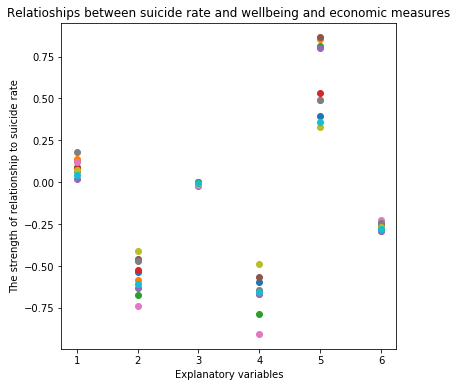 Relatioships between suicide rate and wellbeing and economic measures
The strength of relationship to suicide rate
0.75
0.50
0.25
0.00
−0.25
−0.50
−0.75
1 2 3 4 5 6
Explanatory variables